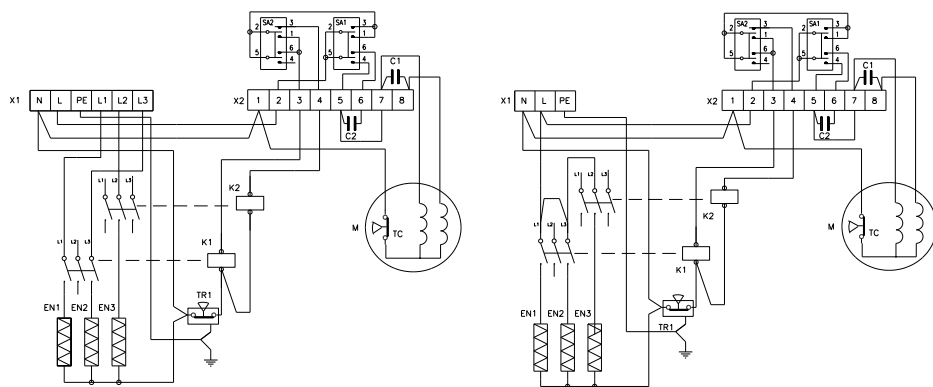 SA2 SA1
2 3 2 3
1 1
5 6 5 6
4 4
C1
X1 N L PE L1 L2 L3
X2 1 2 3 4 5 6 7 8
C2
L1 L2 L3
K2
M TC
L1 L2 L3
K1
TR1
EN1 EN2 EN3
SA2 SA1
2 3 2 3
1 1
5 6 5 6
4 4
C1
X1 N L PE
X2 1 2 3 4 5 6 7 8
C2
L1 L2 L3
K2
M TC
L1 L2 L3
K1
EN1 EN2 EN3
TR1